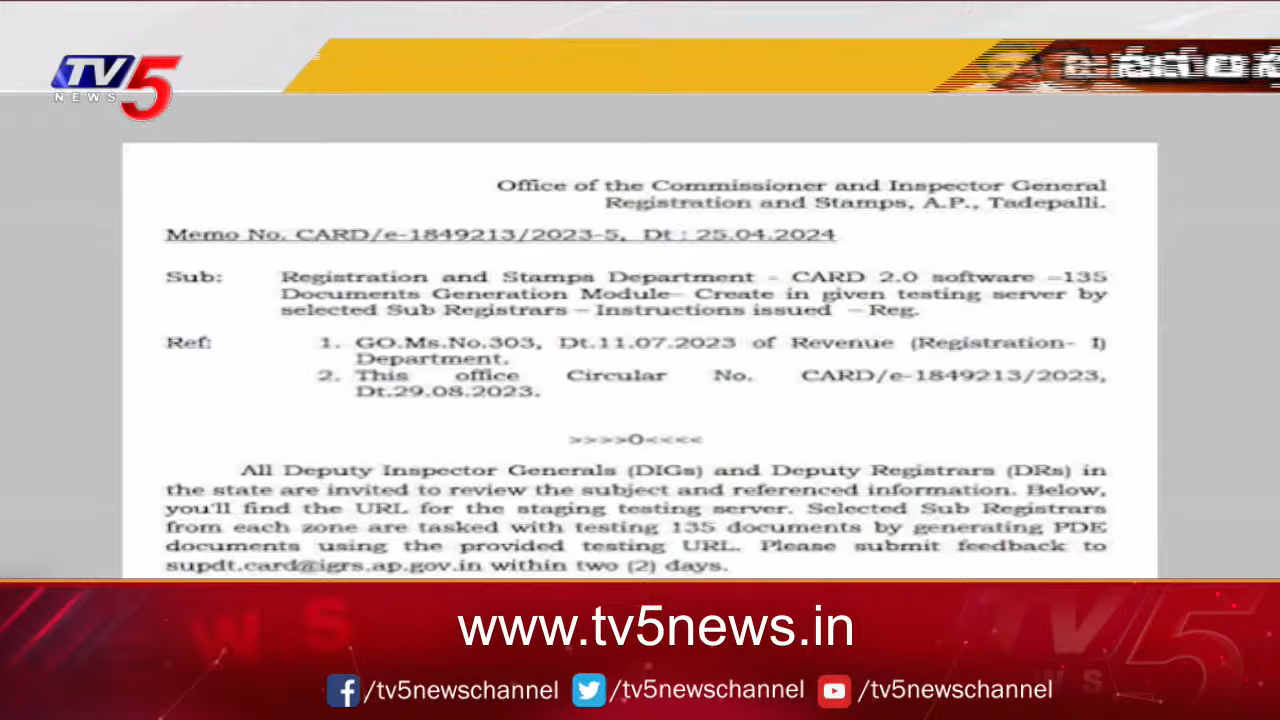 TV5
NEWS
Office of the Commissioner and Inspector General
Registration and Stamps, A.P., Tadepalli.
Memo No. CARD/e-1849213/2023-5, Dt : 25.04.2024
Sub: Registration and Stamps Department - CARD 2.0 software –135
Documents Generation Module– Create in given testing server by
selected Sub Registrars – Instructions issued – Reg.
Ref: 1. GO.Ms.No.303, Dt.11.07.2023 of Revenue (Registration- I)
Department.
2. This office Circular No. CARD/e-1849213/2023,
Dt.29.08.2023.
>>>>0<<<<
All Deputy Inspector Generals (DIGs) and Deputy Registrars (DRs) in
the state are invited to review the subject and referenced information. Below,
you'll find the URL for the staging testing server. Selected Sub Registrars
from each zone are tasked with testing 135 documents by generating PDE
documents using the provided testing URL. Please submit feedback to
supdt.card@igrs.ap.gov.in within two (2) days.
www.tv5news.in
/tv5newschannel /tv5newschannel /tv5newschannel